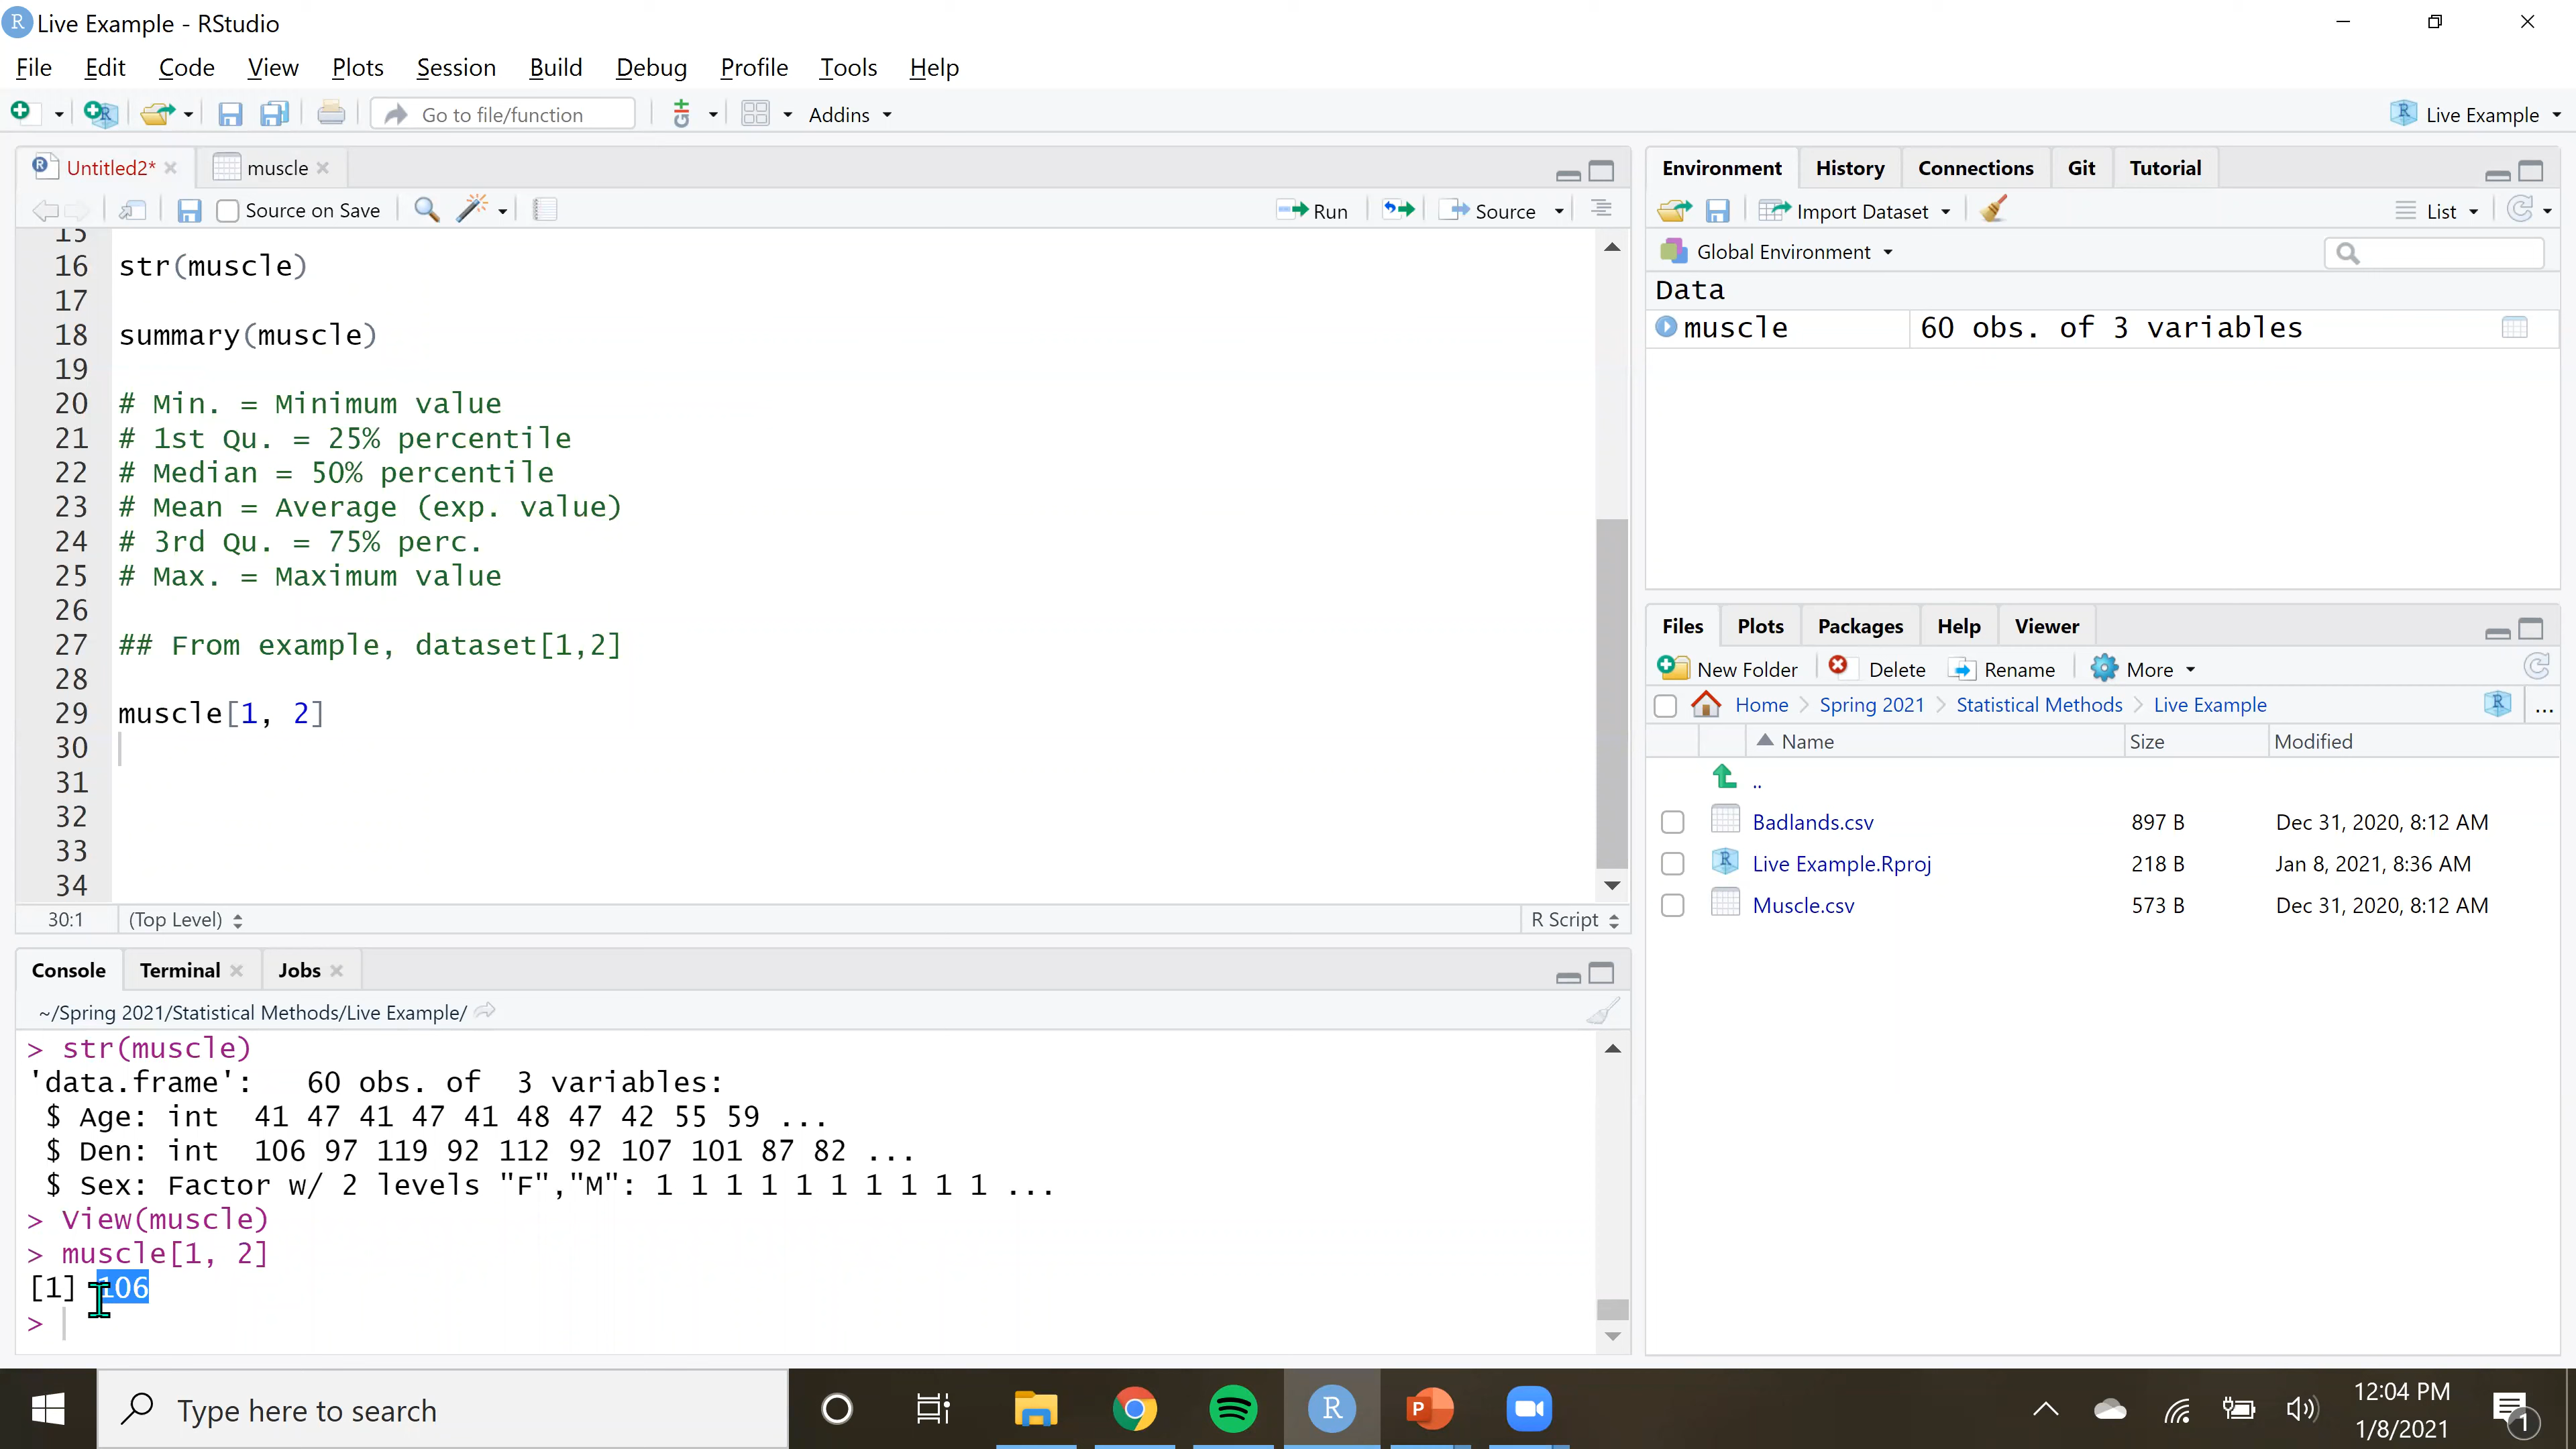 R Live Example - RStudio
File Edit Code View Plots Session Build Debug Profile Tools Help
Go to file/function Git Addins R Live Example
R Untitled2* muscle
Source on Save Run Source
15
16 str(muscle)
17
18 summary(muscle)
19
20 # Min. = Minimum value
21 # 1st Qu. = 25% percentile
22 # Median = 50% percentile
23 # Mean = Average (exp. value)
24 # 3rd Qu. = 75% perc.
25 # Max. = Maximum value
26
27 ## From example, dataset[1,2]
28
29 muscle[1, 2]
30
31
32
33
34
30:1 (Top Level) R Script
Console Terminal Jobs
~/Spring 2021/Statistical Methods/Live Example/
> str(muscle)
'data.frame': 60 obs. of 3 variables:
$ Age: int 41 47 41 47 41 48 47 42 55 59 ...
$ Den: int 106 97 119 92 112 92 107 101 87 82 ...
$ Sex: Factor w/ 2 levels "F","M": 1 1 1 1 1 1 1 1 1 1 ...
> View(muscle)
> muscle[1, 2]
[1] 106
>
Environment History Connections Git Tutorial
Import Dataset List
Global Environment
Data
muscle 60 obs. of 3 variables
Files Plots Packages Help Viewer
New Folder Delete Rename More
Home Spring 2021 Statistical Methods Live Example R ...
Name Size Modified
..
Badlands.csv 897 B Dec 31, 2020, 8:12 AM
R Live Example.Rproj 218 B Jan 8, 2021, 8:36 AM
Muscle.csv 573 B Dec 31, 2020, 8:12 AM
Type here to search R P 12:04 PM
1/8/2021 1